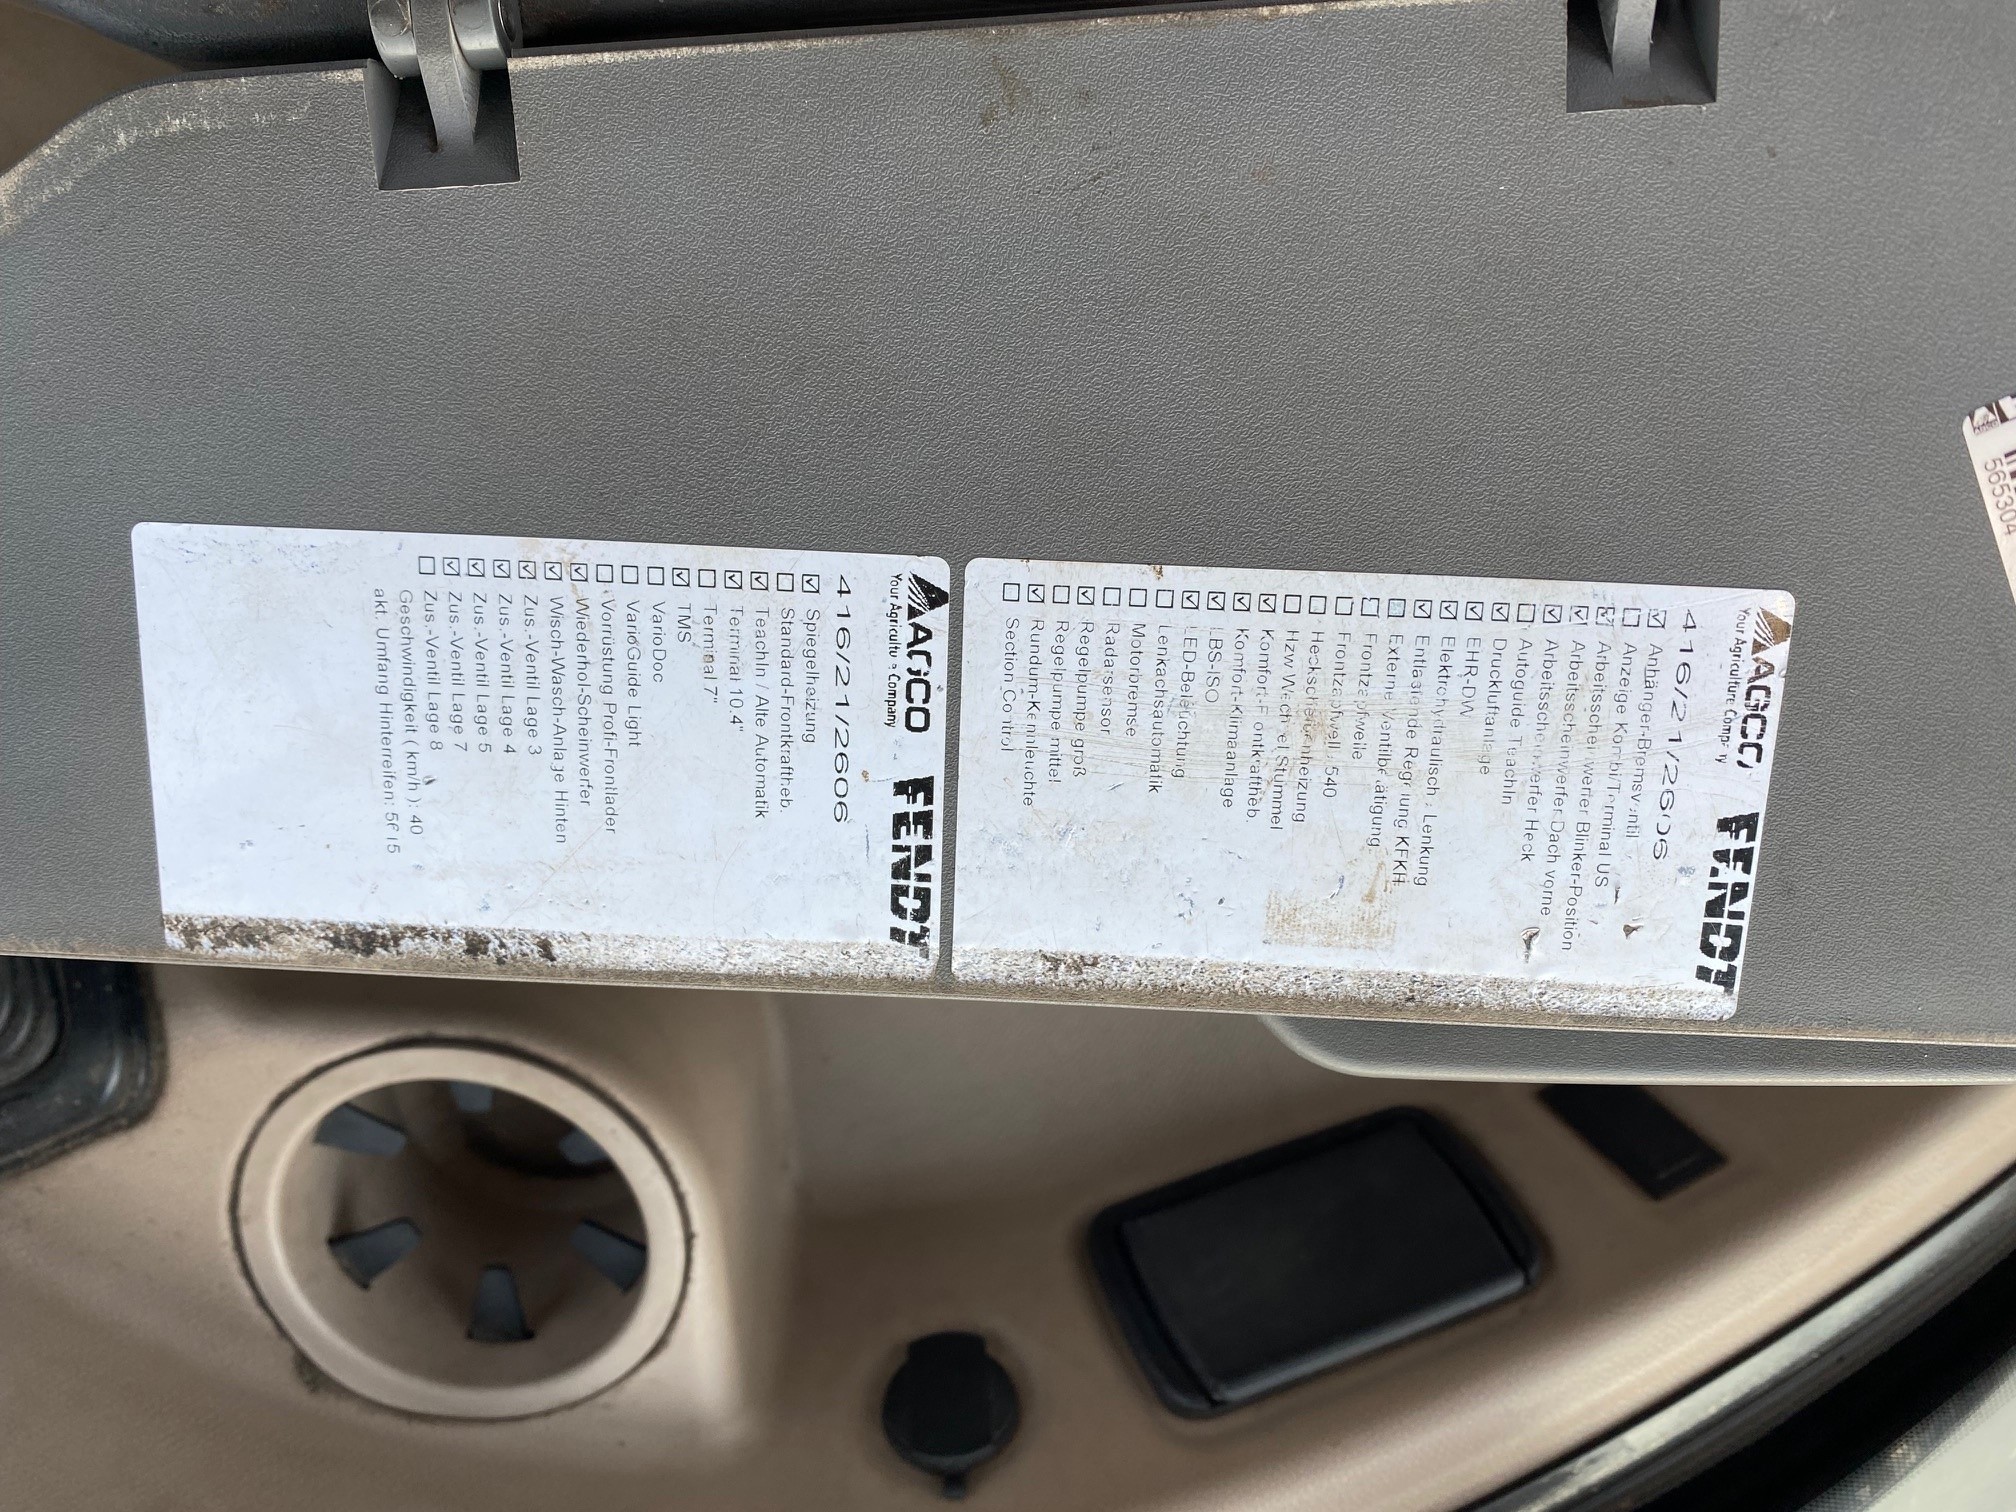 565304
AGCO FENDT
Your Agriculture Company
416/21/2606
Anhänger-Bremsventil
Anzeige Kombi/Terminal US
Arbeitsscheinwerfer Blinker-Position
Arbeitsscheinwerfer Dach vorne
Arbeitsscheinwerfer Heck
Autoguide TeachIn
Druckluftanlage
EHR-DW
Elektrohydraulisch. Lenkung
Entlastende Regelung KFKH
Externe Ventilbetätigung
Frontzapfwelle
Frontzapfwelle 540
Heckscheibenheizung
Hzw Wechsel Stummel
Komfort-Frontkraftheb.
Komfort-Klimaanlage
LBS-ISO
LED-Beleuchtung
Lenkachsautomatik
Motorbremse
Radarsensor
Regelpumpe groß
Regelpumpe mittel
Rundum-Kennleuchte
Section Control
AGCO FENDT
Your Agriculture Company
416/21/2606
Spiegelheizung
Standard-Frontkraftheb.
TeachIn / Alte Automatik
Terminal 10.4"
Terminal 7"
TMS
VarioDoc
VarioGuide Light
Vorrüstung Profi-Frontlader
Wiederhol-Scheinwerfer
Wisch-Wasch-Anlage Hinten
Zus.-Ventil Lage 3
Zus.-Ventil Lage 4
Zus.-Ventil Lage 5
Zus.-Ventil Lage 7
Zus.-Ventil Lage 8
Geschwindigkeit ( km/h ): 40
akt. Umfang Hinterreifen: